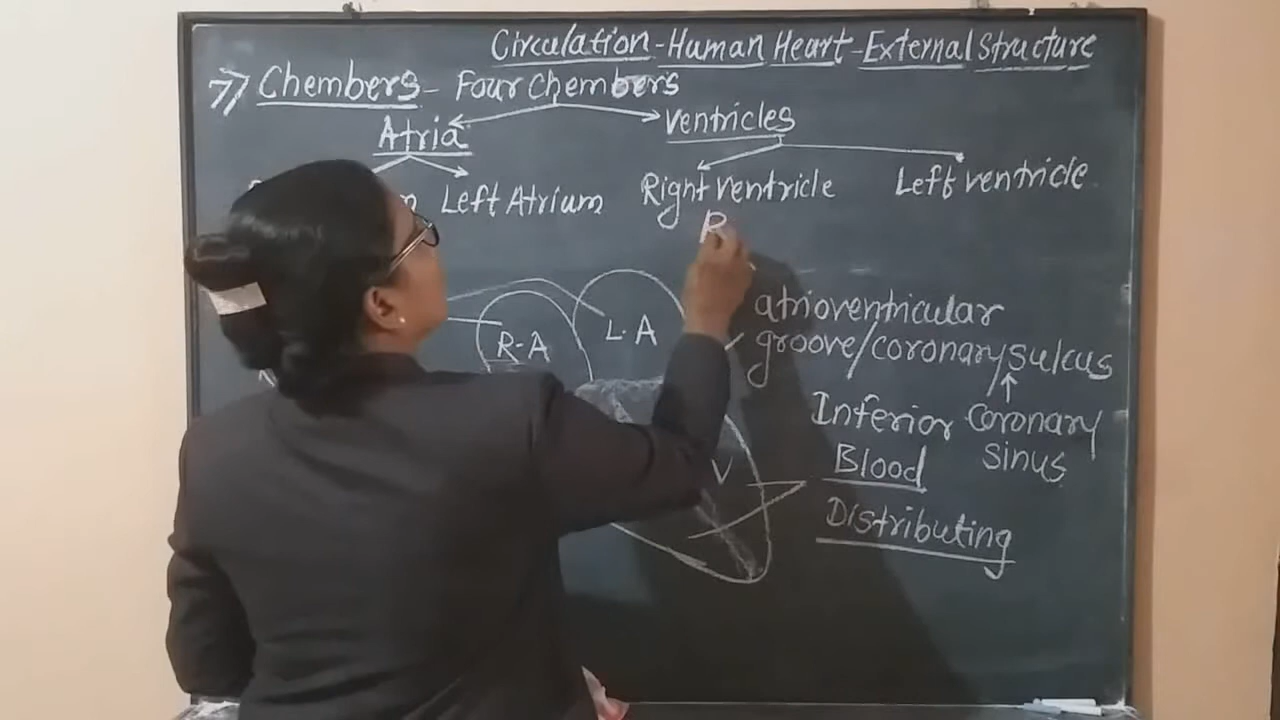 Circulation - Human Heart - External Structure
7) Chembers - Four Chembers
Atria Ventricles
Left Atrium Right ventricle Left ventricle
R
R-A L.A
atrioventricular
groove/coronary sulcus
Inferior Coronary
Blood sinus
V
Distributing